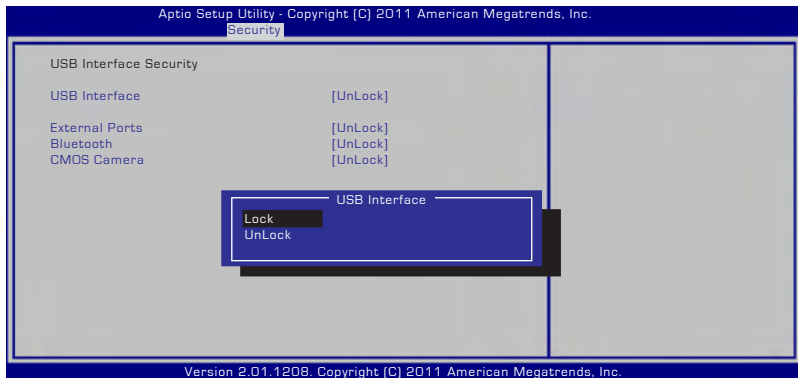 Aptio Setup Utility - Copyright (C) 2011 American Megatrends, Inc.
Security
USB Interface Security
USB Interface [UnLock]
External Ports [UnLock]
Bluetooth [UnLock]
CMOS Camera [UnLock]
USB Interface
Lock
UnLock
Version 2.01.1208. Copyright (C) 2011 American Megatrends, Inc.